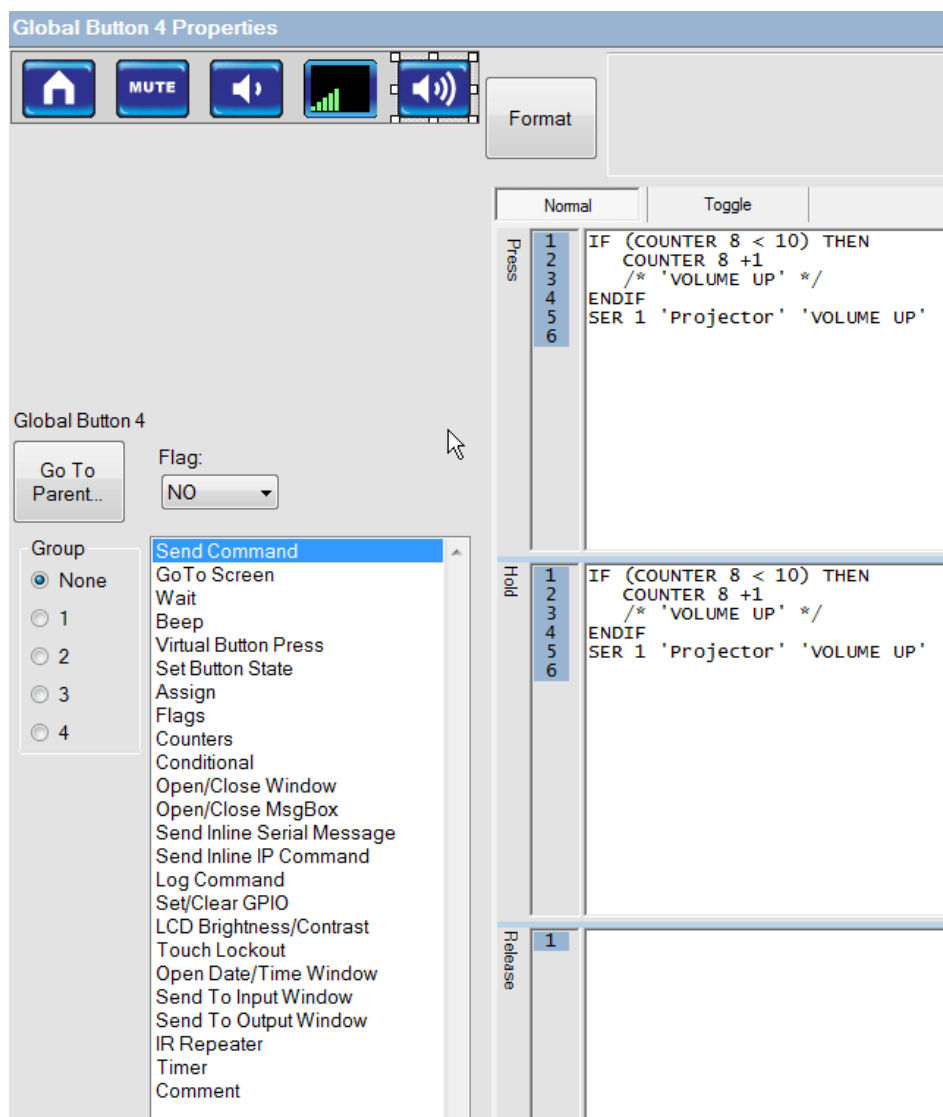 Global Button 4 Properties
MUTE
Format
Normal
Toggle
Press
1 IF (COUNTER 8 < 10) THEN
2 COUNTER 8 +1
3 /* 'VOLUME UP' */
4 ENDIF
5 SER 1 'Projector' 'VOLUME UP'
6
Global Button 4
Go To
Parent...
Flag:
NO
Group
None
1
2
3
4
Send Command
GoTo Screen
Wait
Beep
Virtual Button Press
Set Button State
Assign
Flags
Counters
Conditional
Open/Close Window
Open/Close MsgBox
Send Inline Serial Message
Send Inline IP Command
Log Command
Set/Clear GPIO
LCD Brightness/Contrast
Touch Lockout
Open Date/Time Window
Send To Input Window
Send To Output Window
IR Repeater
Timer
Comment
Hold
1 IF (COUNTER 8 < 10) THEN
2 COUNTER 8 +1
3 /* 'VOLUME UP' */
4 ENDIF
5 SER 1 'Projector' 'VOLUME UP'
6
Release
1